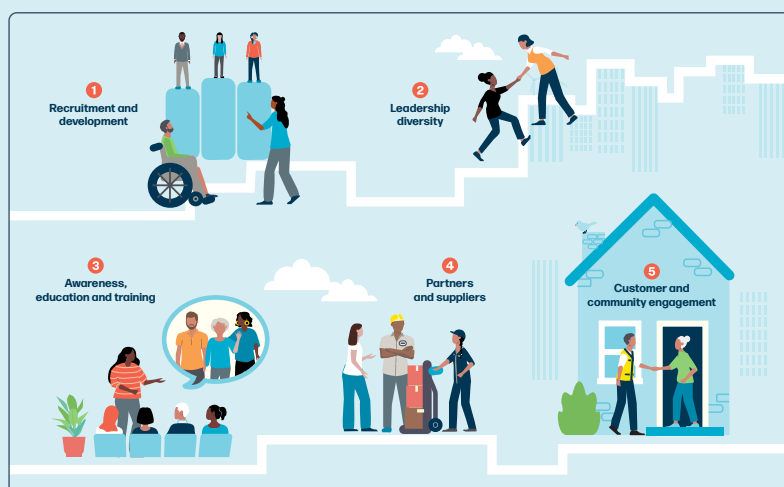 1
Recruitment and
development
2
Leadership
diversity
3
Awareness,
education and training
4
Partners
and suppliers
5
Customer and
community engagement